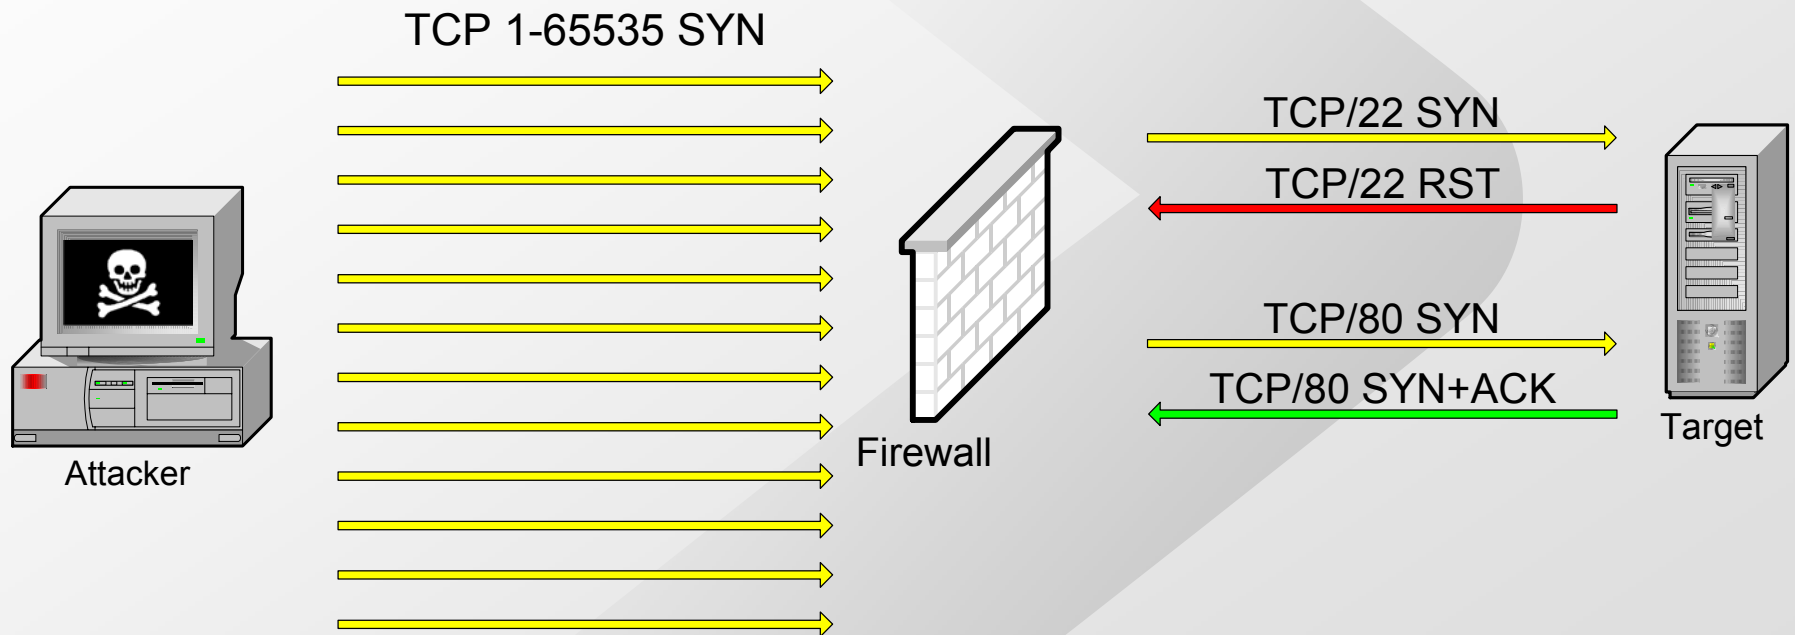 TCP 1-65535 SYN
TCP/22 SYN
TCP/22 RST
TCP/80 SYN
TCP/80 SYN+ACK
Attacker
Firewall
Target